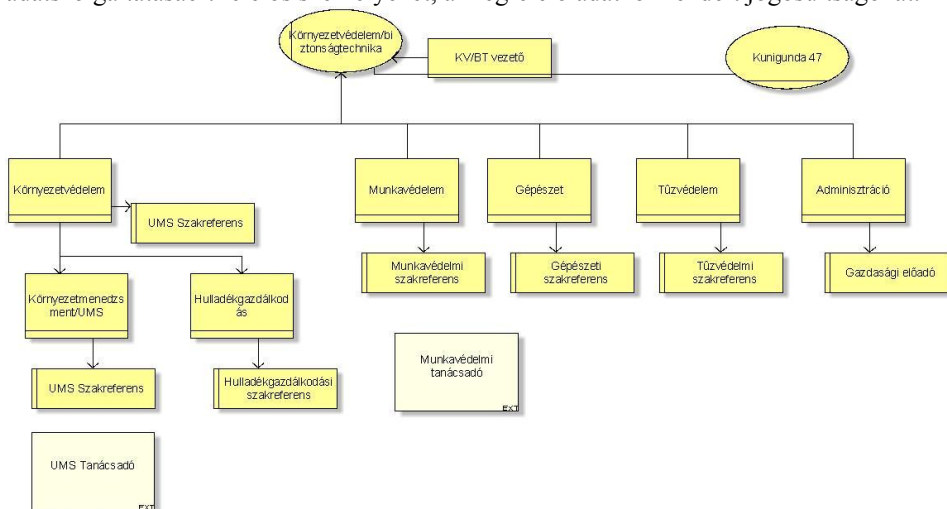 Környezetvédelem/bi
ztonságtechnika
KV/BT vezető
Kunigunda 47
Környezetvédelem
Munkavédelem
Gépészet
Tűzvédelem
Adminisztráció
UMS Szakreferens
Munkavédelmi
szakreferens
Gépészeti
szakreferens
Tűzvédelmi
szakreferens
Gazdasági előadó
Környezetmenedzs
ment/UMS
Hulladékgazdálkod
ás
Munkavédelmi
tanácsadó
EXT
UMS Szakreferens
Hulladékgazdálkodási
szakreferens
UMS Tanácsadó
EXT